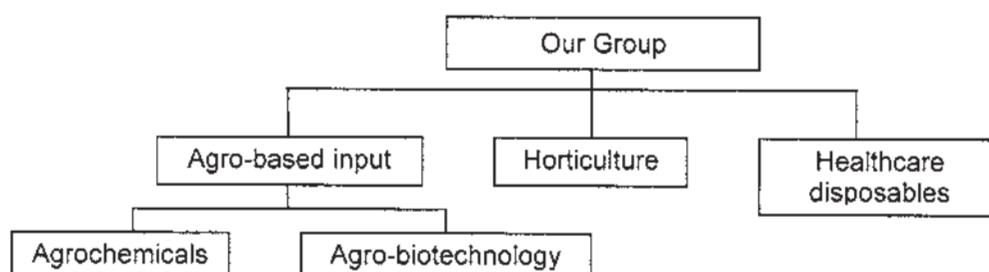 Our Group
Agro-based input
Horticulture
Healthcare
disposables
Agrochemicals
Agro-biotechnology